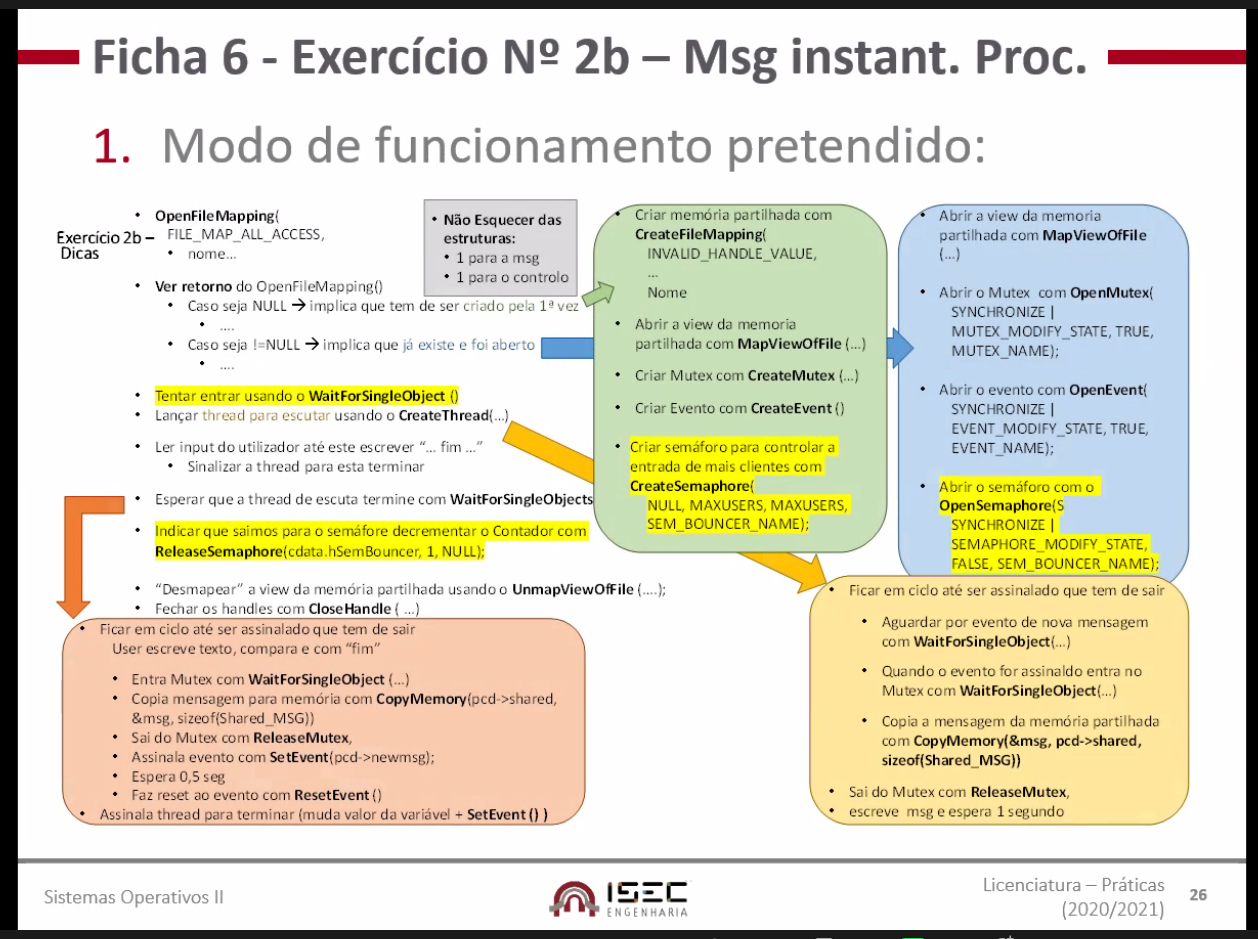 Ficha 6 - Exercício Nº 2b – Msg instant. Proc.
1. Modo de funcionamento pretendido:
Exercício 2b –
Dicas
• OpenFileMapping(
FILE_MAP_ALL_ACCESS,
• nome…
• Ver retorno do OpenFileMapping()
• Caso seja NULL → implica que tem de ser criado pela 1ª vez
• ….
• Caso seja !=NULL → implica que já existe e foi aberto
• ….
• Tentar entrar usando o WaitForSingleObject ()
• Lançar thread para escutar usando o CreateThread(…)
• Ler input do utilizador até este escrever “… fim …”
• Sinalizar a thread para esta terminar
• Esperar que a thread de escuta termine com WaitForSingleObjects
• Indicar que saimos para o semáfore decrementar o Contador com
ReleaseSemaphore(cdata.hSemBouncer, 1, NULL);
• “Desmapear” a view da memória partilhada usando o UnmapViewOfFile (….);
• Fechar os handles com CloseHandle ( …)
• Não Esquecer das
estruturas:
• 1 para a msg
• 1 para o controlo
• Criar memória partilhada com
CreateFileMapping(
INVALID_HANDLE_VALUE,
…
Nome
• Abrir a view da memoria
partilhada com MapViewOfFile (…)
• Criar Mutex com CreateMutex (…)
• Criar Evento com CreateEvent ()
• Criar semáforo para controlar a
entrada de mais clientes com
CreateSemaphore(
NULL, MAXUSERS, MAXUSERS,
SEM_BOUNCER_NAME);
• Abrir a view da memoria
partilhada com MapViewOfFile
(…)
• Abrir o Mutex com OpenMutex(
SYNCHRONIZE |
MUTEX_MODIFY_STATE, TRUE,
MUTEX_NAME);
• Abrir o evento com OpenEvent(
SYNCHRONIZE |
EVENT_MODIFY_STATE, TRUE,
EVENT_NAME);
• Abrir o semáforo com o
OpenSemaphore(S
SYNCHRONIZE |
SEMAPHORE_MODIFY_STATE,
FALSE, SEM_BOUNCER_NAME);
• Ficar em ciclo até ser assinalado que tem de sair
User escreve texto, compara e com “fim”
• Entra Mutex com WaitForSingleObject (…)
• Copia mensagem para memória com CopyMemory(pcd->shared,
&msg, sizeof(Shared_MSG))
• Sai do Mutex com ReleaseMutex,
• Assinala evento com SetEvent(pcd->newmsg);
• Espera 0,5 seg
• Faz reset ao evento com ResetEvent ()
• Assinala thread para terminar (muda valor da variável + SetEvent () )
• Ficar em ciclo até ser assinalado que tem de sair
• Aguardar por evento de nova mensagem
com WaitForSingleObject(…)
• Quando o evento for assinaldo entra no
Mutex com WaitForSingleObject(…)
• Copia a mensagem da memória partilhada
com CopyMemory(&msg, pcd->shared,
sizeof(Shared_MSG))
• Sai do Mutex com ReleaseMutex,
• escreve msg e espera 1 segundo
Sistemas Operativos II
ISEC
ENGENHARIA
Licenciatura – Práticas
(2020/2021)
26